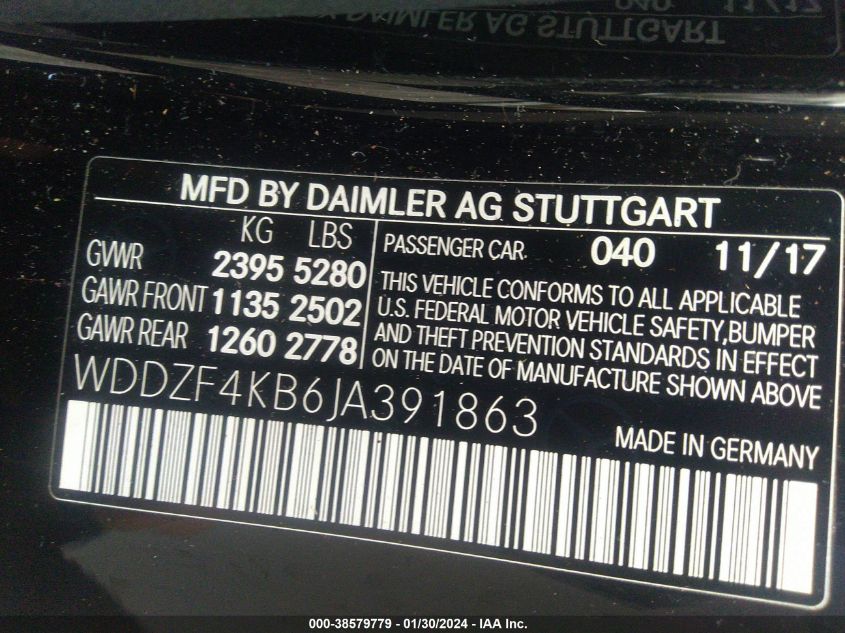 MFD BY DAIMLER AG STUTTGART
KG LBS
GVWR 2395 5280
GAWR FRONT 1135 2502
GAWR REAR 1260 2778
PASSENGER CAR 040 11/17
THIS VEHICLE CONFORMS TO ALL APPLICABLE
U.S. FEDERAL MOTOR VEHICLE SAFETY, BUMPER
AND THEFT PREVENTION STANDARDS IN EFFECT
ON THE DATE OF MANUFACTURE SHOWN ABOVE
WDDZF4KB6JA391863
MADE IN GERMANY
000-38579779 - 01/30/2024 - IAA Inc.